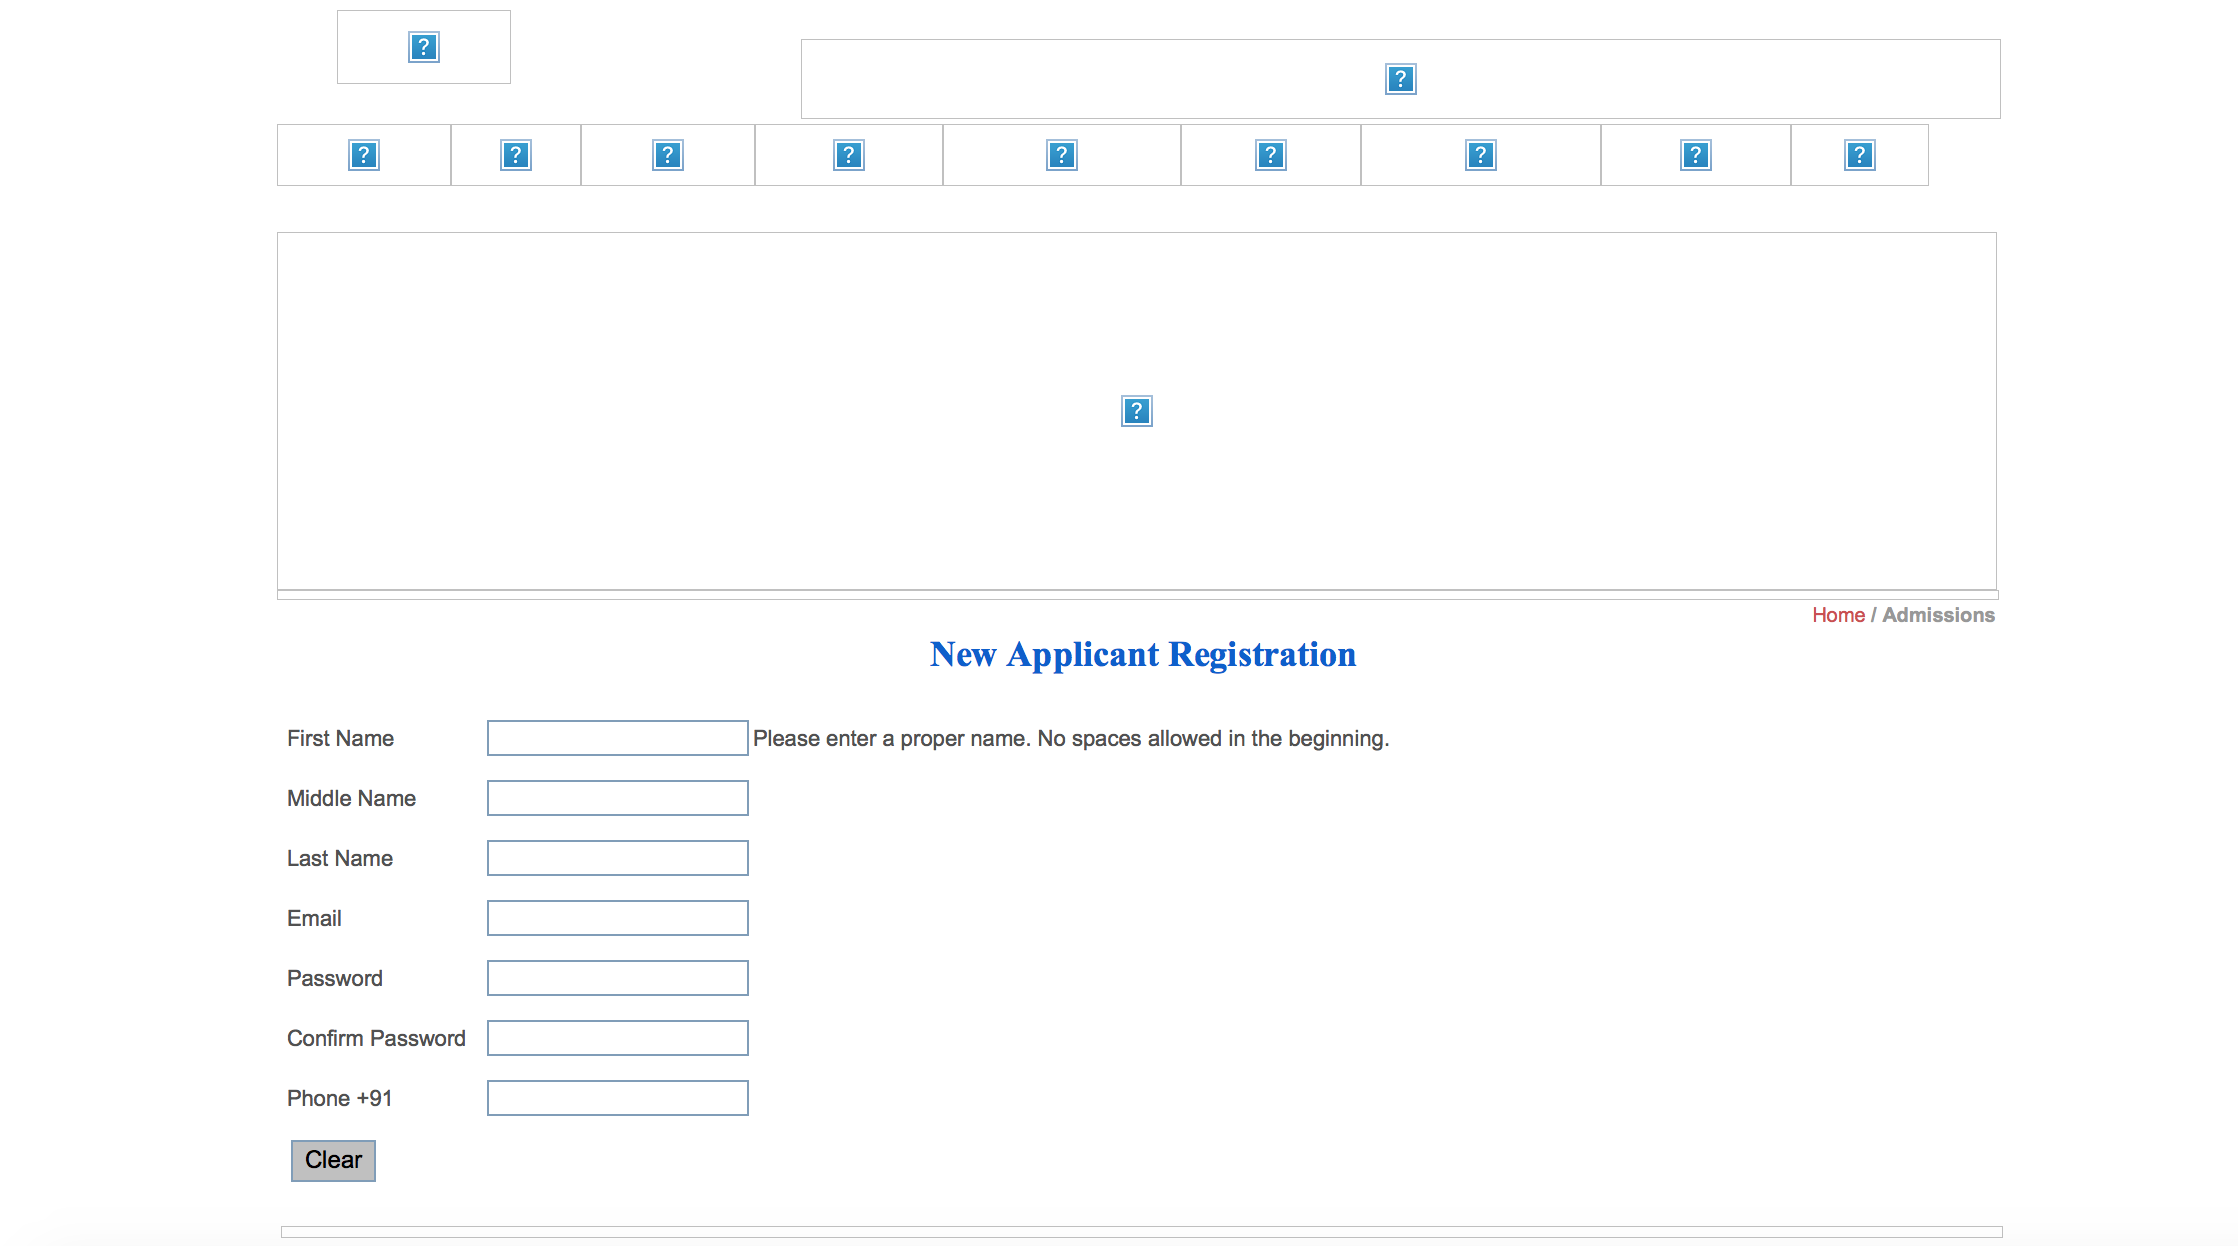 Home / Admissions
New Applicant Registration
First Name Please enter a proper name. No spaces allowed in the beginning.
Middle Name
Last Name
Email
Password
Confirm Password
Phone +91
Clear